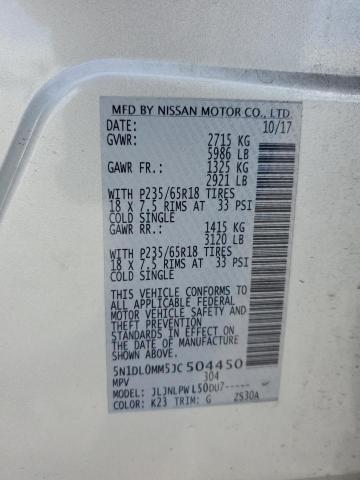 MFD BY NISSAN MOTOR CO., LTD.
DATE: 10/17
GVWR: 2715 KG
5986 LB
GAWR FR.: 1325 KG
2921 LB
WITH P235/65R18 TIRES
18 X 7.5 RIMS AT 33 PSI
COLD SINGLE
GAWR RR.: 1415 KG
3120 LB
WITH P235/65R18 TIRES
18 X 7.5 RIMS AT 33 PSI
COLD SINGLE
THIS VEHICLE CONFORMS TO
ALL APPLICABLE FEDERAL
MOTOR VEHICLE SAFETY AND
THEFT PREVENTION
STANDARDS IN EFFECT ON
THE DATE OF MANUFACTURE
SHOWN ABOVE.
5N1DL0MM5JC504450
MPV 304
MODEL: JLJNLPWL50DU7-----
COLOR: K23 TRIM: G ZS30A